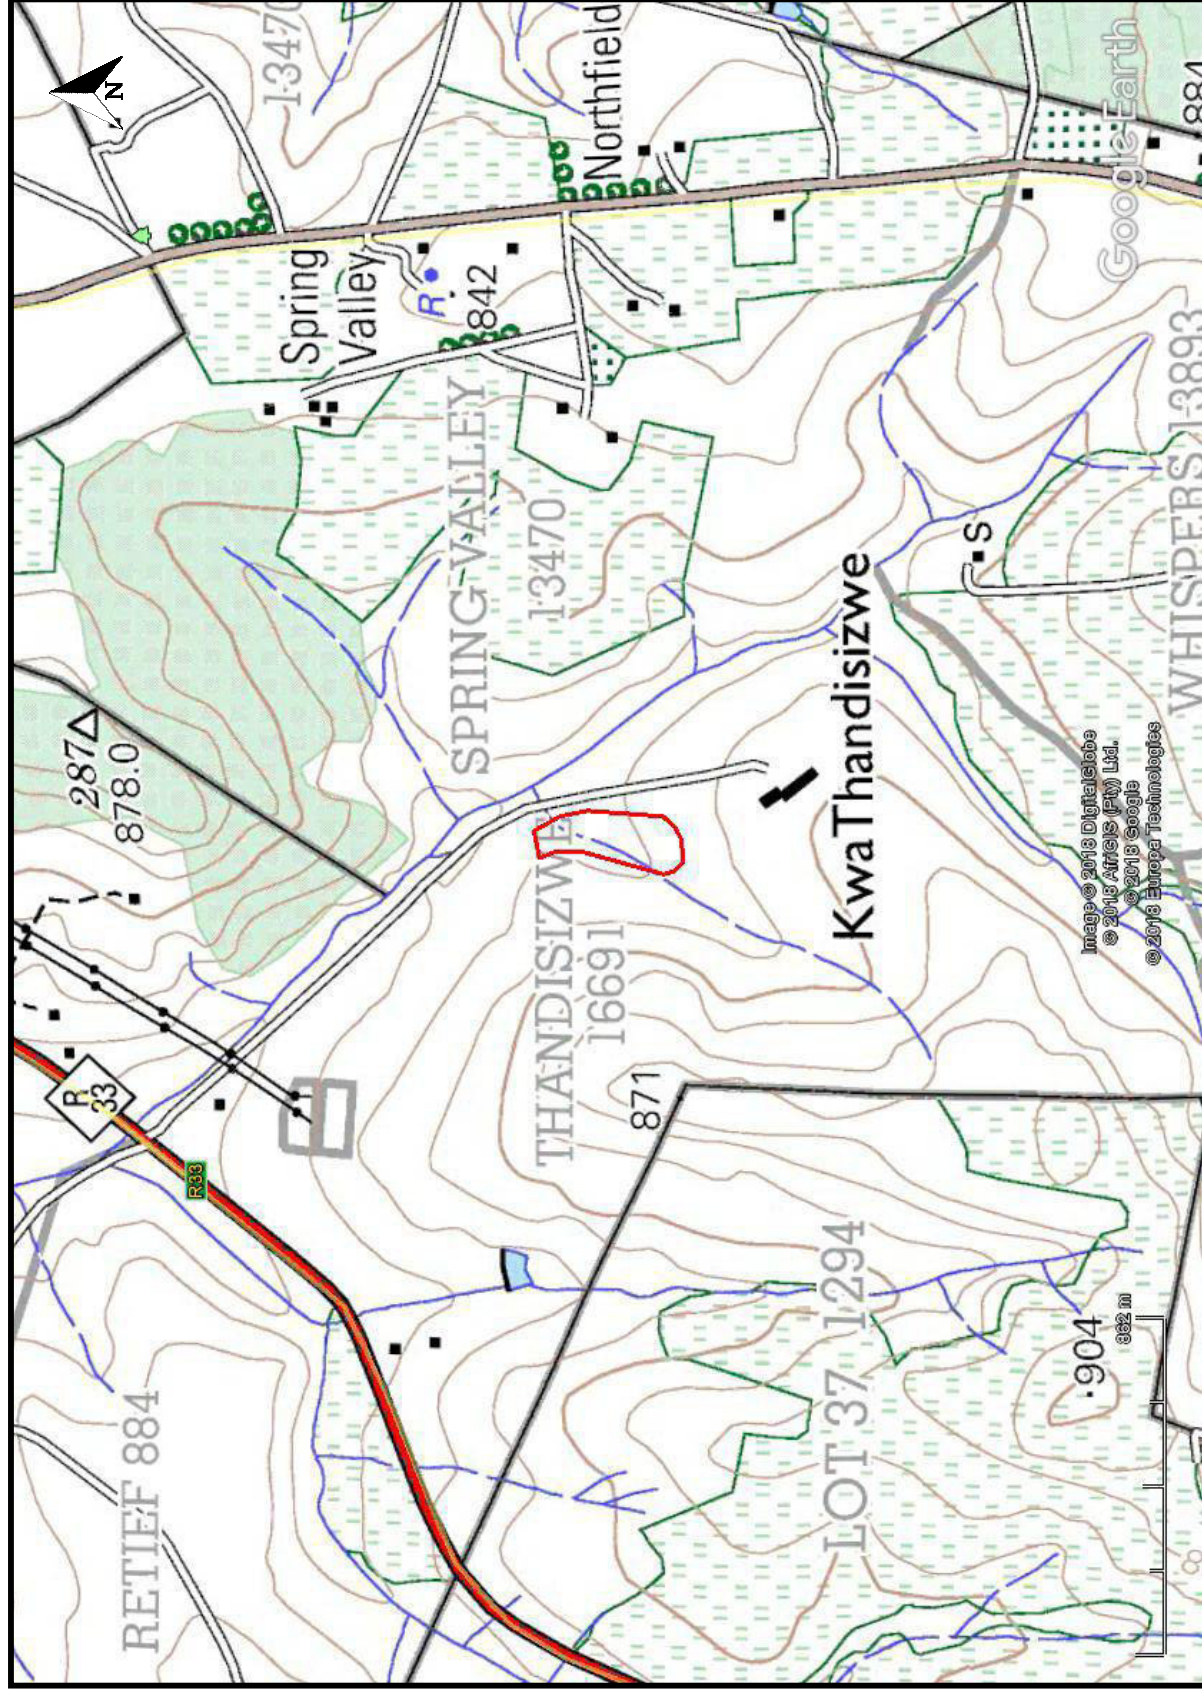 N
13470
Northfield
Google Earth
884
Spring
Valley
R.
842
SPRING VALLEY
13470
WHISPERS 13893
S
287
878.0
KwaThandisizwe
THANDISIZWE
16691
871
R
33
R33
Image © 2018 DigitalGlobe
© 2018 AfriGIS (Pty) Ltd.
© 2018 Google
© 2018 Europa Technologies
RETIEF 884
LOT 37 1294
904
362 m